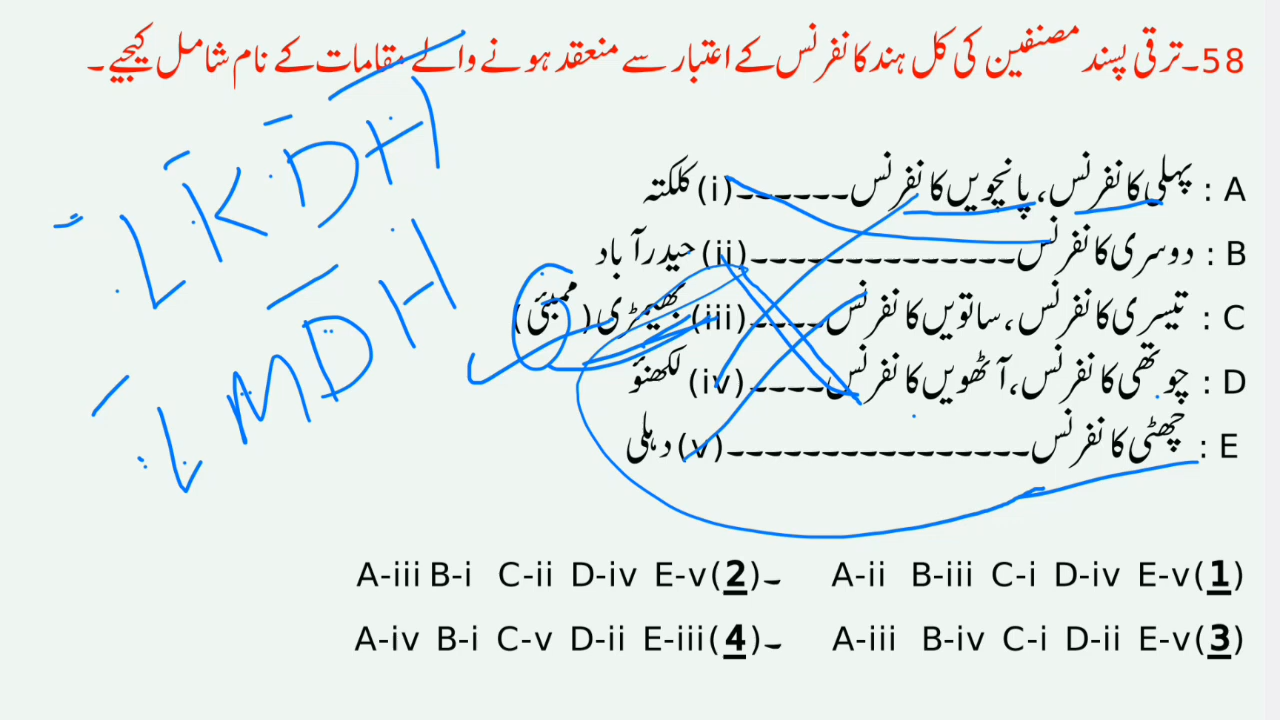 58۔ترقی پسند مصنفین کی کل ہند کانفرنس کے اعتبار سے منعقد ہونے والے مقامات کے نام شامل کیجیے۔
A : پہلی کانفرنس، پانچویں کانفرنس۔۔۔۔۔۔(i) کلکتہ
B : دوسری کانفرنس۔۔۔۔۔۔۔۔۔۔۔۔۔۔(ii) حیدرآباد
C : تیسری کانفرنس، ساتویں کانفرنس۔۔۔۔(iii) بھیمڑی (ممبئی)
D : چوتھی کانفرنس، آٹھویں کانفرنس۔۔۔۔(iv) لکھنؤ
E : چھٹی کانفرنس۔۔۔۔۔۔۔۔۔۔۔۔۔۔۔۔(v) دہلی
L K D H
L M D H
A-ii B-iii C-i D-iv E-v(1)
A-iii B-i C-ii D-iv E-v(2)۔
A-iii B-iv C-i D-ii E-v(3)
A-iv B-i C-v D-ii E-iii(4)۔